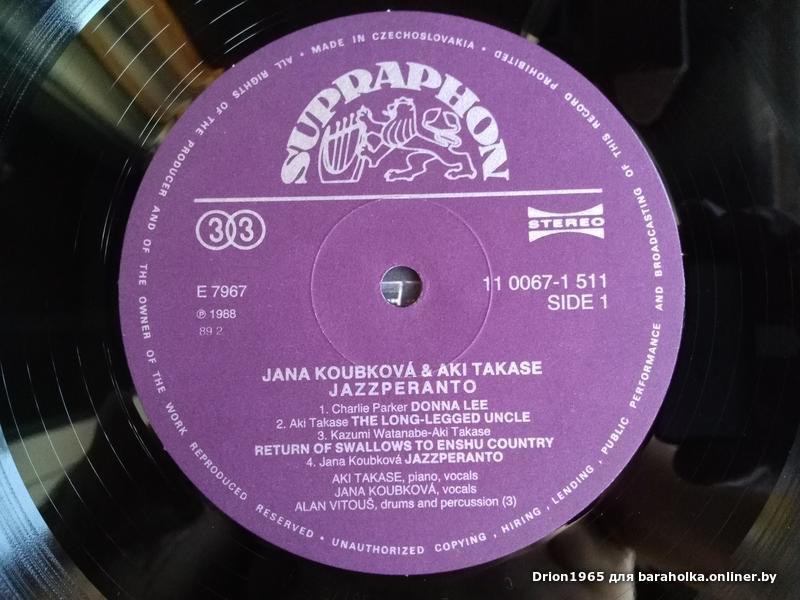 ALL RIGHTS OF THE PRODUCER AND OF THE OWNER OF THE WORK REPRODUCED RESERVED • UNAUTHORIZED COPYING, HIRING, LENDING, PUBLIC PERFORMANCE AND BROADCASTING OF THIS RECORD PROHIBITED • MADE IN CZECHOSLOVAKIA •
SUPRAPHON
33
STEREO
E 7967
11 0067-1 511
SIDE 1
℗ 1988
89 2
JANA KOUBKOVÁ & AKI TAKASE
JAZZPERANTO
1. Charlie Parker DONNA LEE
2. Aki Takase THE LONG-LEGGED UNCLE
3. Kazumi Watanabe-Aki Takase
RETURN OF SWALLOWS TO ENSHU COUNTRY
4. Jana Koubková JAZZPERANTO
AKI TAKASE, piano, vocals
JANA KOUBKOVÁ, vocals
ALAN VITOUŠ, drums and percussion (3)
Drion1965 для baraholka.onliner.by